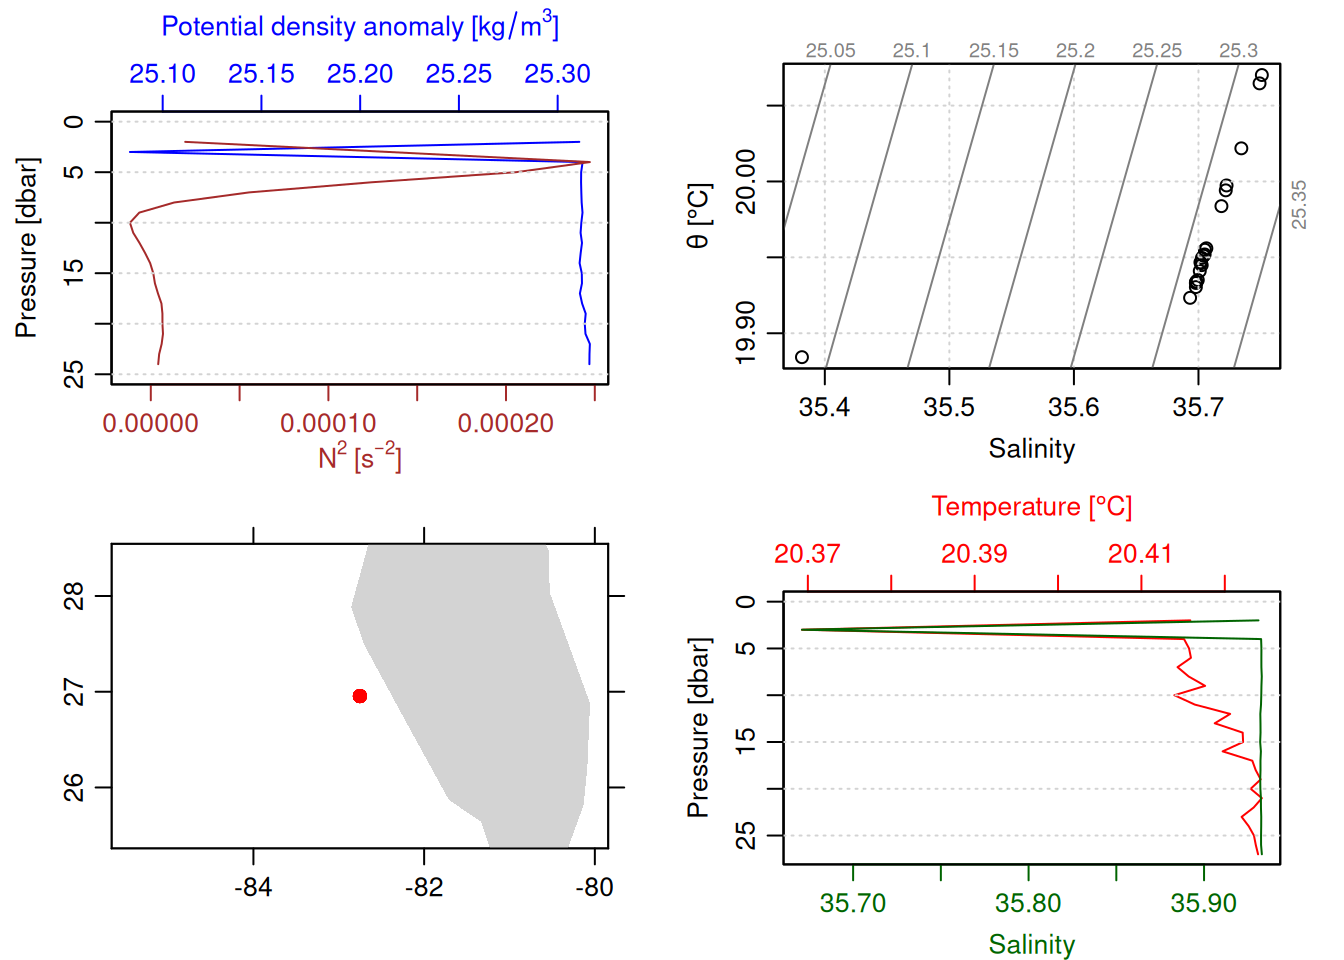 Potential density anomaly [kg/m³]
25.10 25.15 25.20 25.25 25.30
0
5
15
25
Pressure [dbar]
0.00000 0.00010 0.00020
N² [s⁻²]
25.05 25.1 25.15 25.2 25.25 25.3
25.35
20.00
19.90
θ [°C]
35.4 35.5 35.6 35.7
Salinity
28
27
26
-84 -82 -80
Temperature [°C]
20.37 20.39 20.41
0
5
15
25
Pressure [dbar]
35.70 35.80 35.90
Salinity